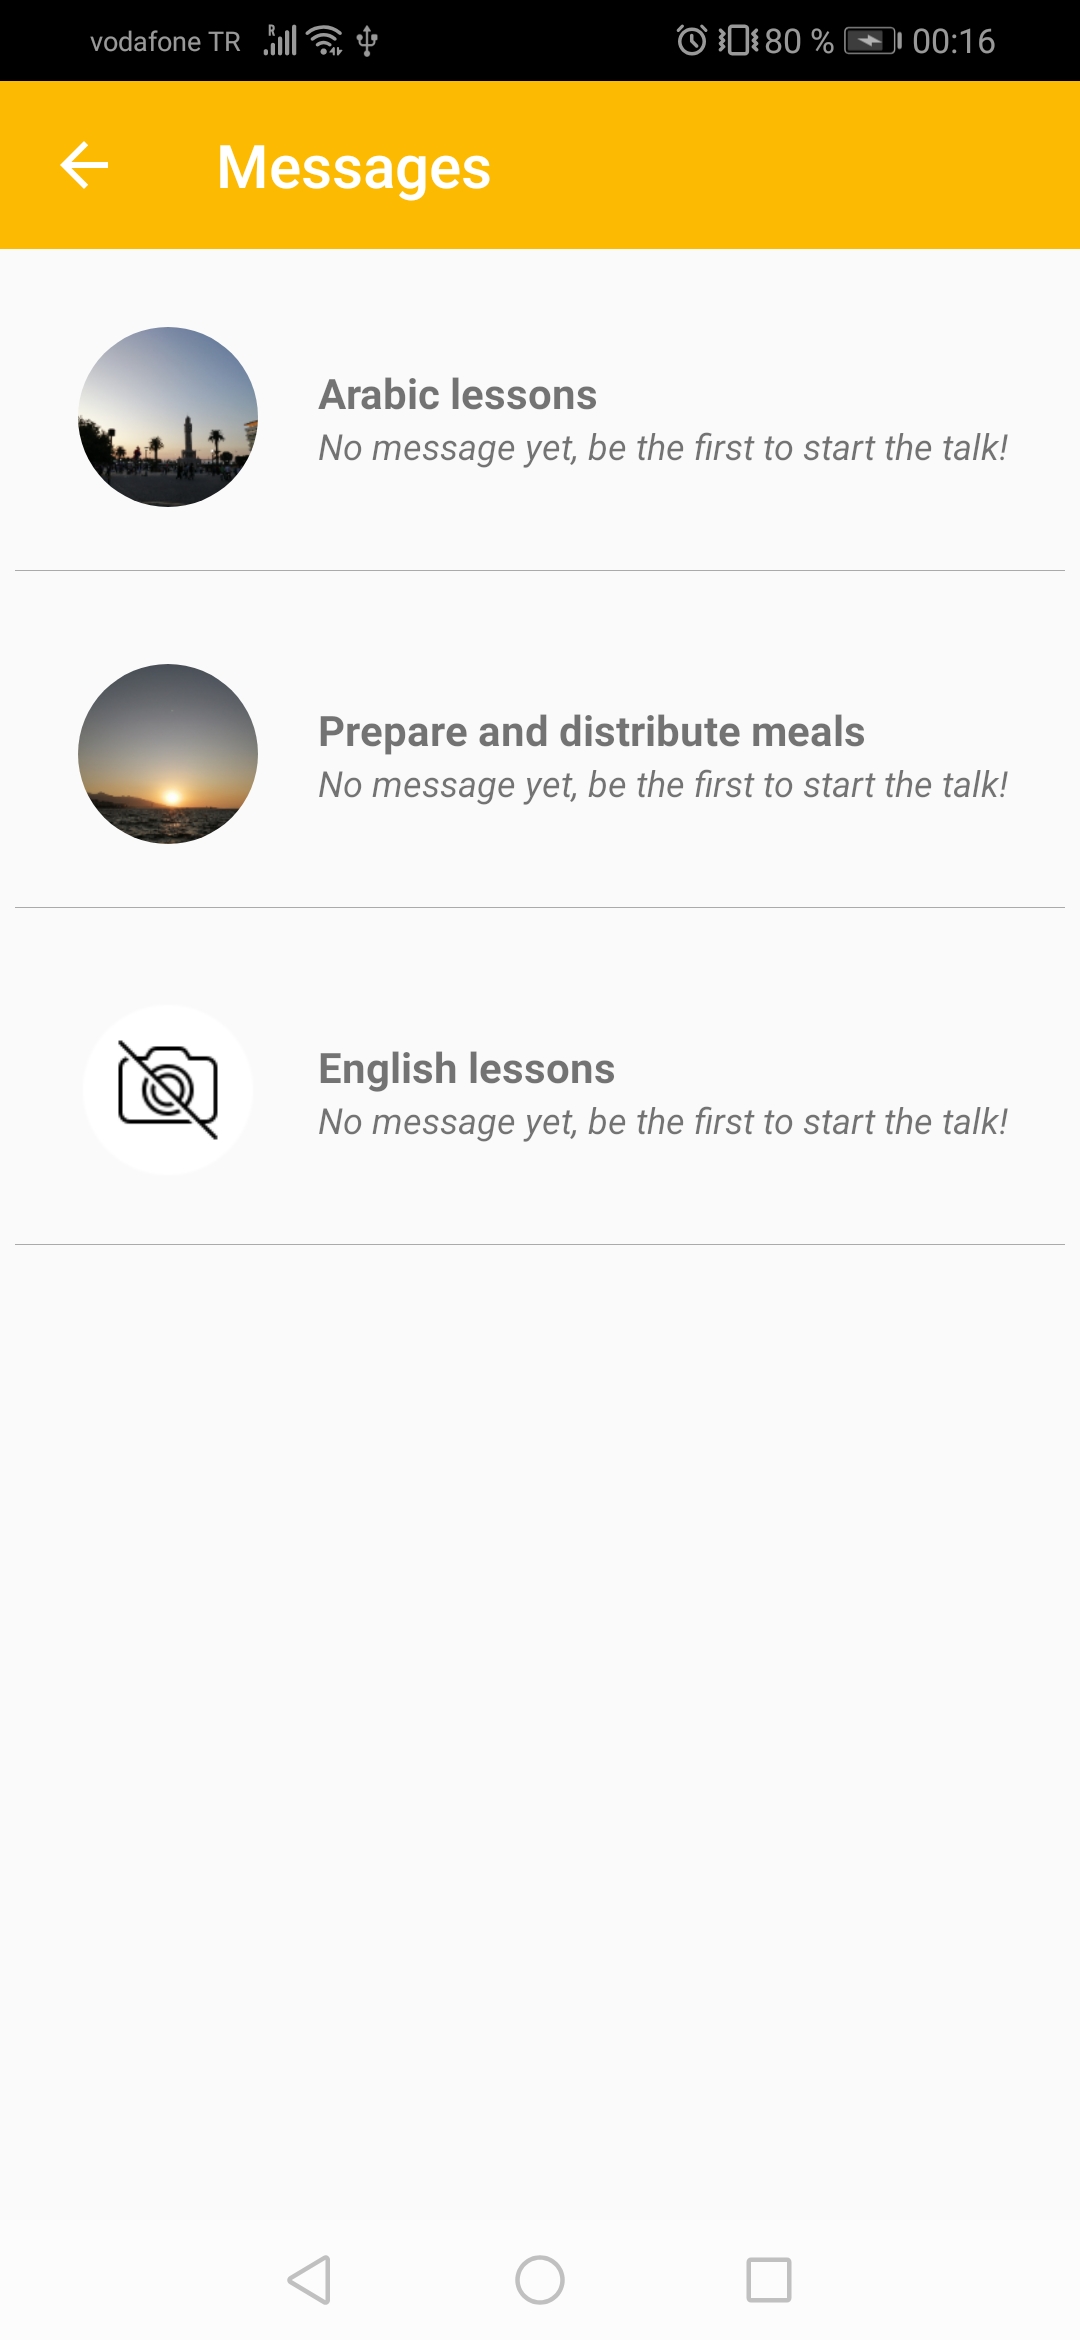 vodafone TR R 80 % 00:16
Messages
Arabic lessons
No message yet, be the first to start the talk!
Prepare and distribute meals
No message yet, be the first to start the talk!
English lessons
No message yet, be the first to start the talk!